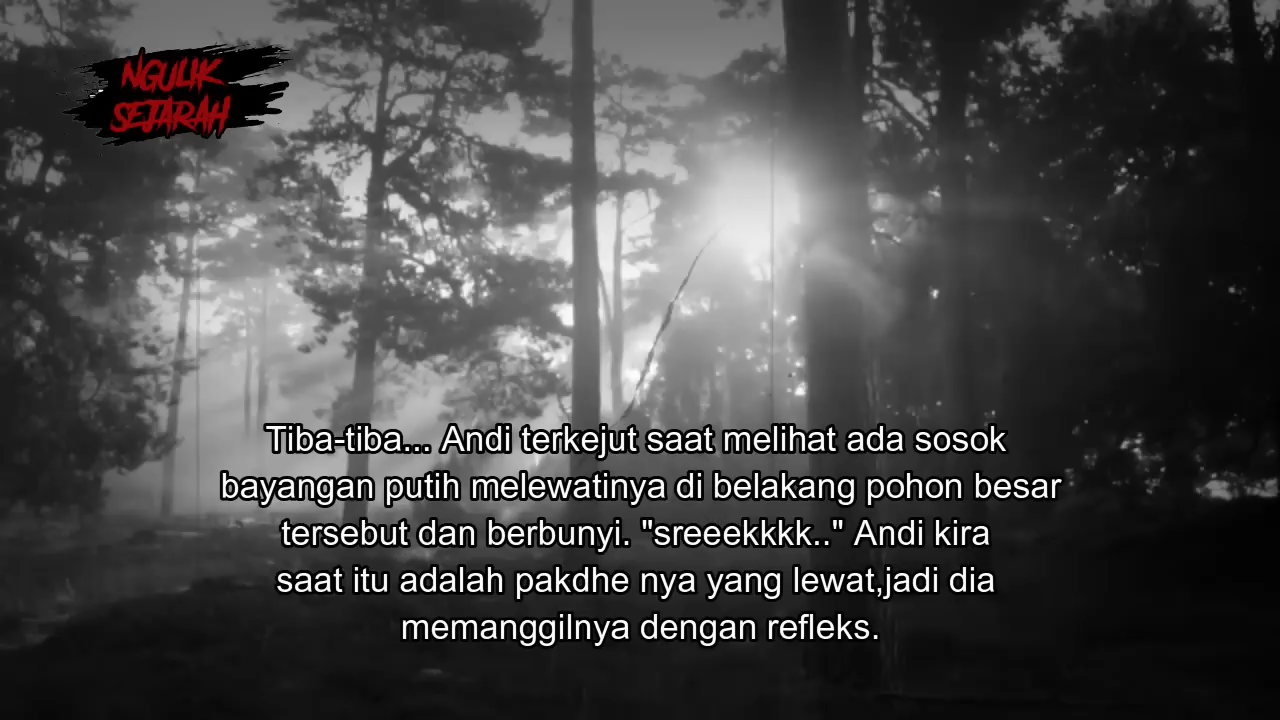 NGULIK
SEJARAH
Tiba-tiba... Andi terkejut saat melihat ada sosok
bayangan putih melewatinya di belakang pohon besar
tersebut dan berbunyi. "sreeekkkk.." Andi kira
saat itu adalah pakdhe nya yang lewat,jadi dia
memanggilnya dengan refleks.